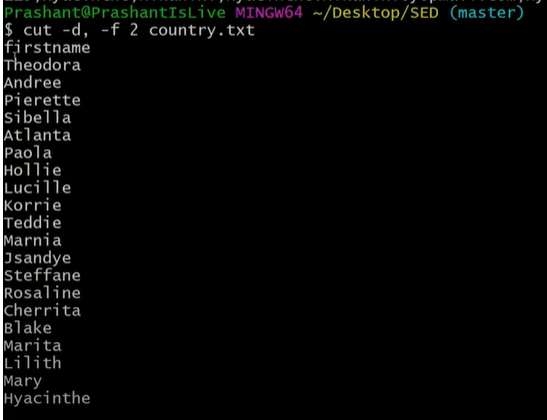 Prashant@PrashantIsLive MINGW64 ~/Desktop/SED (master)
$ cut -d, -f 2 country.txt
firstname
Theodora
Andree
Pierette
Sibella
Atlanta
Paola
Hollie
Lucille
Korrie
Teddie
Marnia
Jsandye
Steffane
Rosaline
Cherrita
Blake
Marita
Lilith
Mary
Hyacinthe